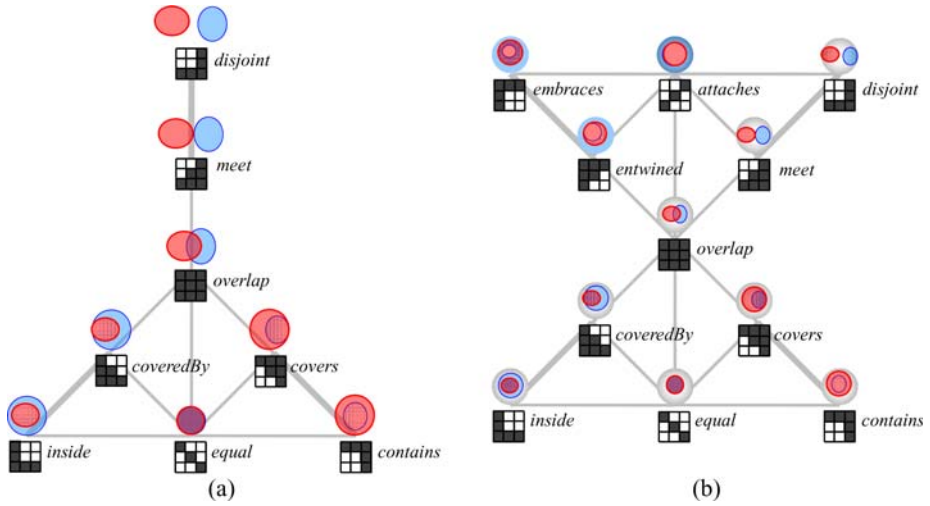 disjoint
meet
overlap
coveredBy
covers
inside
equal
contains
(a)
embraces
attaches
disjoint
entwined
meet
overlap
coveredBy
covers
inside
equal
contains
(b)